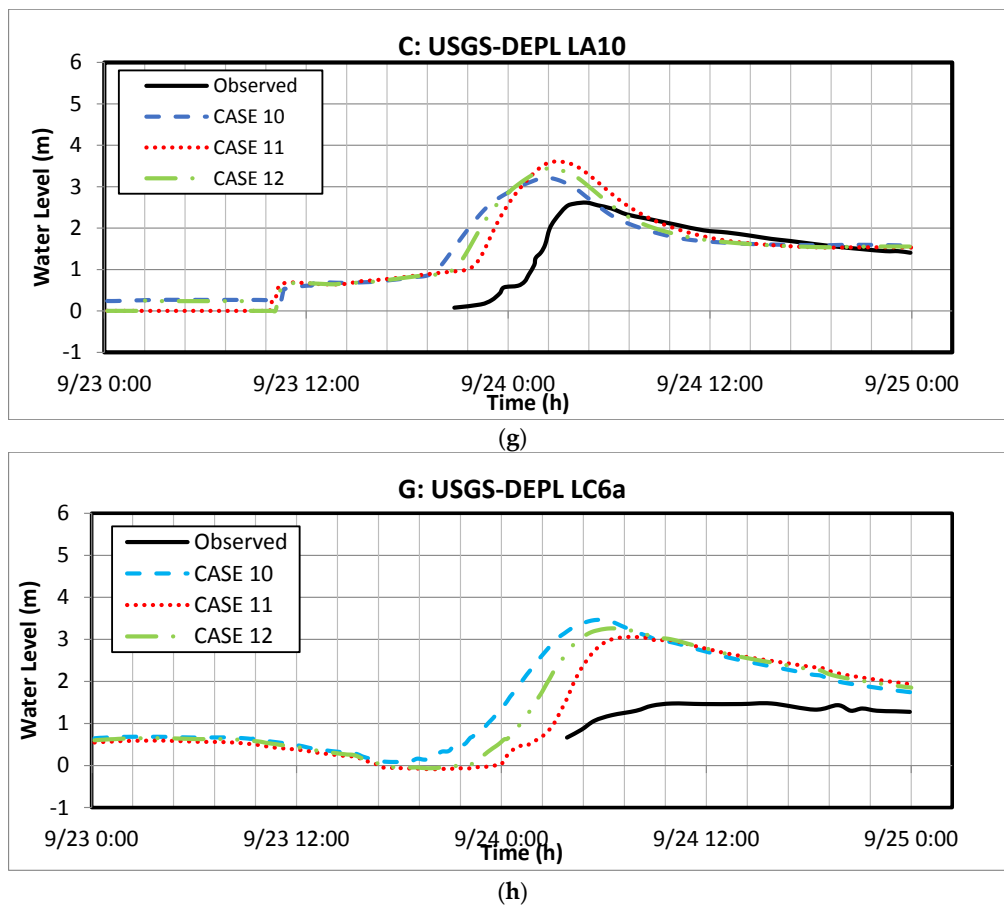 C: USGS-DEPL LA10
6
5
4
3
2
1
0
-1
Water Level (m)
Observed
CASE 10
CASE 11
CASE 12
9/23 0:00 9/23 12:00 9/24 0:00 9/24 12:00 9/25 0:00
Time (h)
(g)
G: USGS-DEPL LC6a
6
5
4
3
2
1
0
-1
Water Level (m)
Observed
CASE 10
CASE 11
CASE 12
9/23 0:00 9/23 12:00 9/24 0:00 9/24 12:00 9/25 0:00
Time (h)
(h)